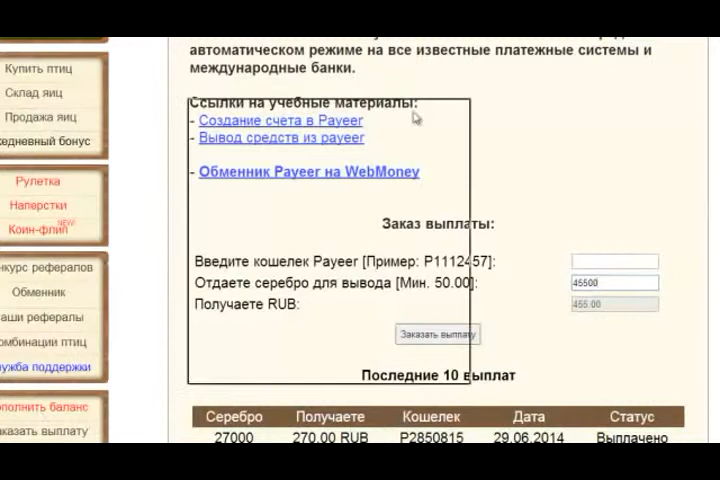 автоматическом режиме на все известные платежные системы и
международные банки.
Ссылки на учебные материалы:
- Создание счета в Payeer
- Вывод средств из payeer
- Обменник Payeer на WebMoney
Заказ выплаты:
Введите кошелек Payeer [Пример: P1112457]:
Отдаете серебро для вывода [Мин. 50.00]:
45500
Получаете RUB:
455.00
Заказать выплату
Последние 10 выплат
Серебро Получаете Кошелек Дата Статус
27000 270.00 RUB P2850815 29.06.2014 Выплачено
Купить птиц
Склад яиц
Продажа яиц
жедневный бонус
Рулетка
Наперстки
Коин-флип NEW!
нкурс рефералов
Обменник
аши рефералы
омбинации птиц
ужба поддержки
ополнить баланс
аказать выплату